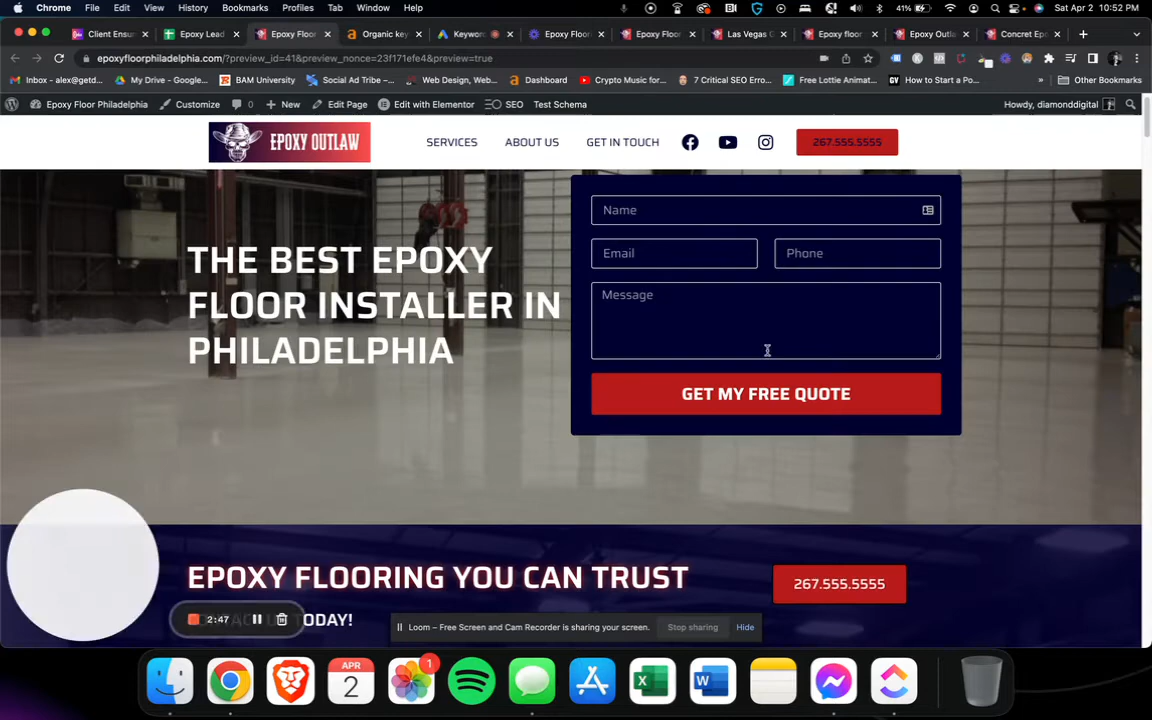 Chrome File Edit View History Bookmarks Profiles Tab Window Help 41% Sat Apr 2 10:52 PM
Client Ensur Epoxy Lead Epoxy Floor Organic key Keyword Epoxy Floor Epoxy Floor Las Vegas G Epoxy floor Epoxy Outla Concret Epo
epoxyfloorphiladelphia.com/?preview_id=41&preview_nonce=23f171efe4&preview=true
Inbox - alex@getd... My Drive - Google... BAM University Social Ad Tribe -... Web Design, Web... Dashboard Crypto Music for... 7 Critical SEO Erro... Free Lottie Animat... How to Start a Po... » Other Bookmarks
Epoxy Floor Philadelphia Customize 0 New Edit Page Edit with Elementor SEO Test Schema Howdy, diamonddigital
EPOXY OUTLAW SERVICES ABOUT US GET IN TOUCH 267.555.5555
Name
Email Phone
Message
THE BEST EPOXY
FLOOR INSTALLER IN
PHILADELPHIA
GET MY FREE QUOTE
EPOXY FLOORING YOU CAN TRUST
267.555.5555
2:47
TODAY!
Loom – Free Screen and Cam Recorder is sharing your screen. Stop sharing Hide
APR
2
1